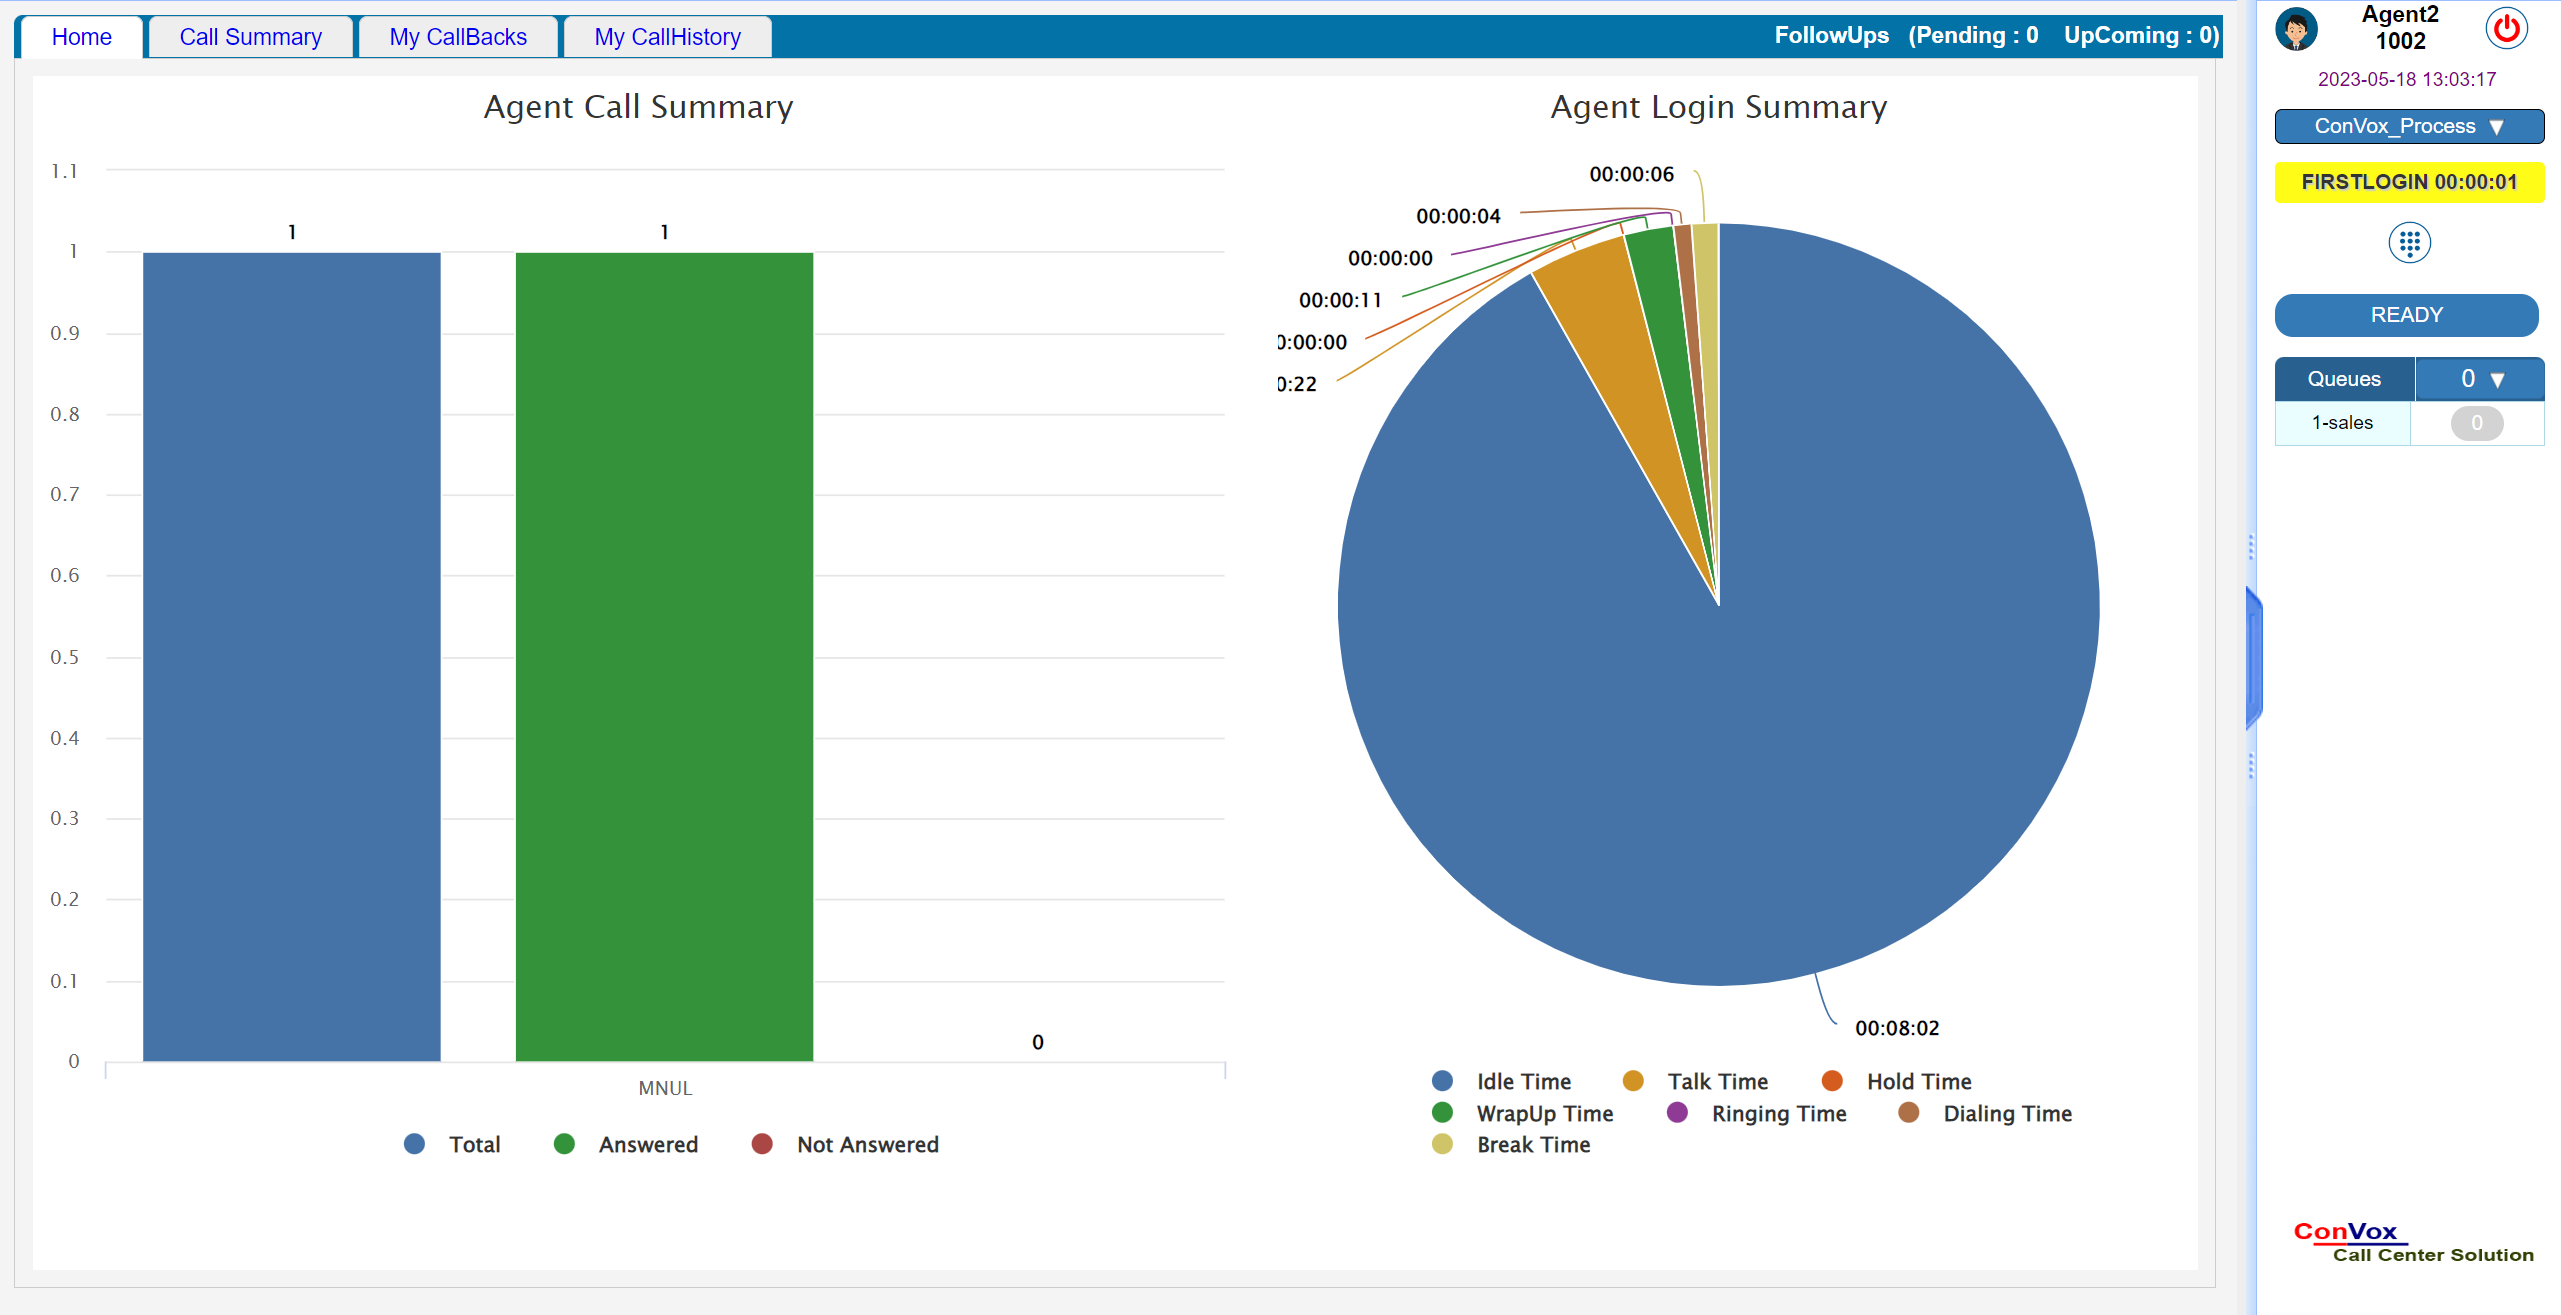 Home
Call Summary
My CallBacks
My CallHistory
FollowUps (Pending : 0 UpComing : 0)
Agent Call Summary
1.1
1
0.9
0.8
0.7
0.6
0.5
0.4
0.3
0.2
0.1
0
1
1
0
MNUL
Total
Answered
Not Answered
Agent Login Summary
00:00:06
00:00:04
00:00:00
00:00:11
0:00:00
0:22
00:08:02
Idle Time
Talk Time
Hold Time
WrapUp Time
Ringing Time
Dialing Time
Break Time
Agent2
1002
2023-05-18 13:03:17
ConVox_Process ▼
FIRSTLOGIN 00:00:01
READY
Queues 0 ▼
1-sales 0
ConVox
Call Center Solution